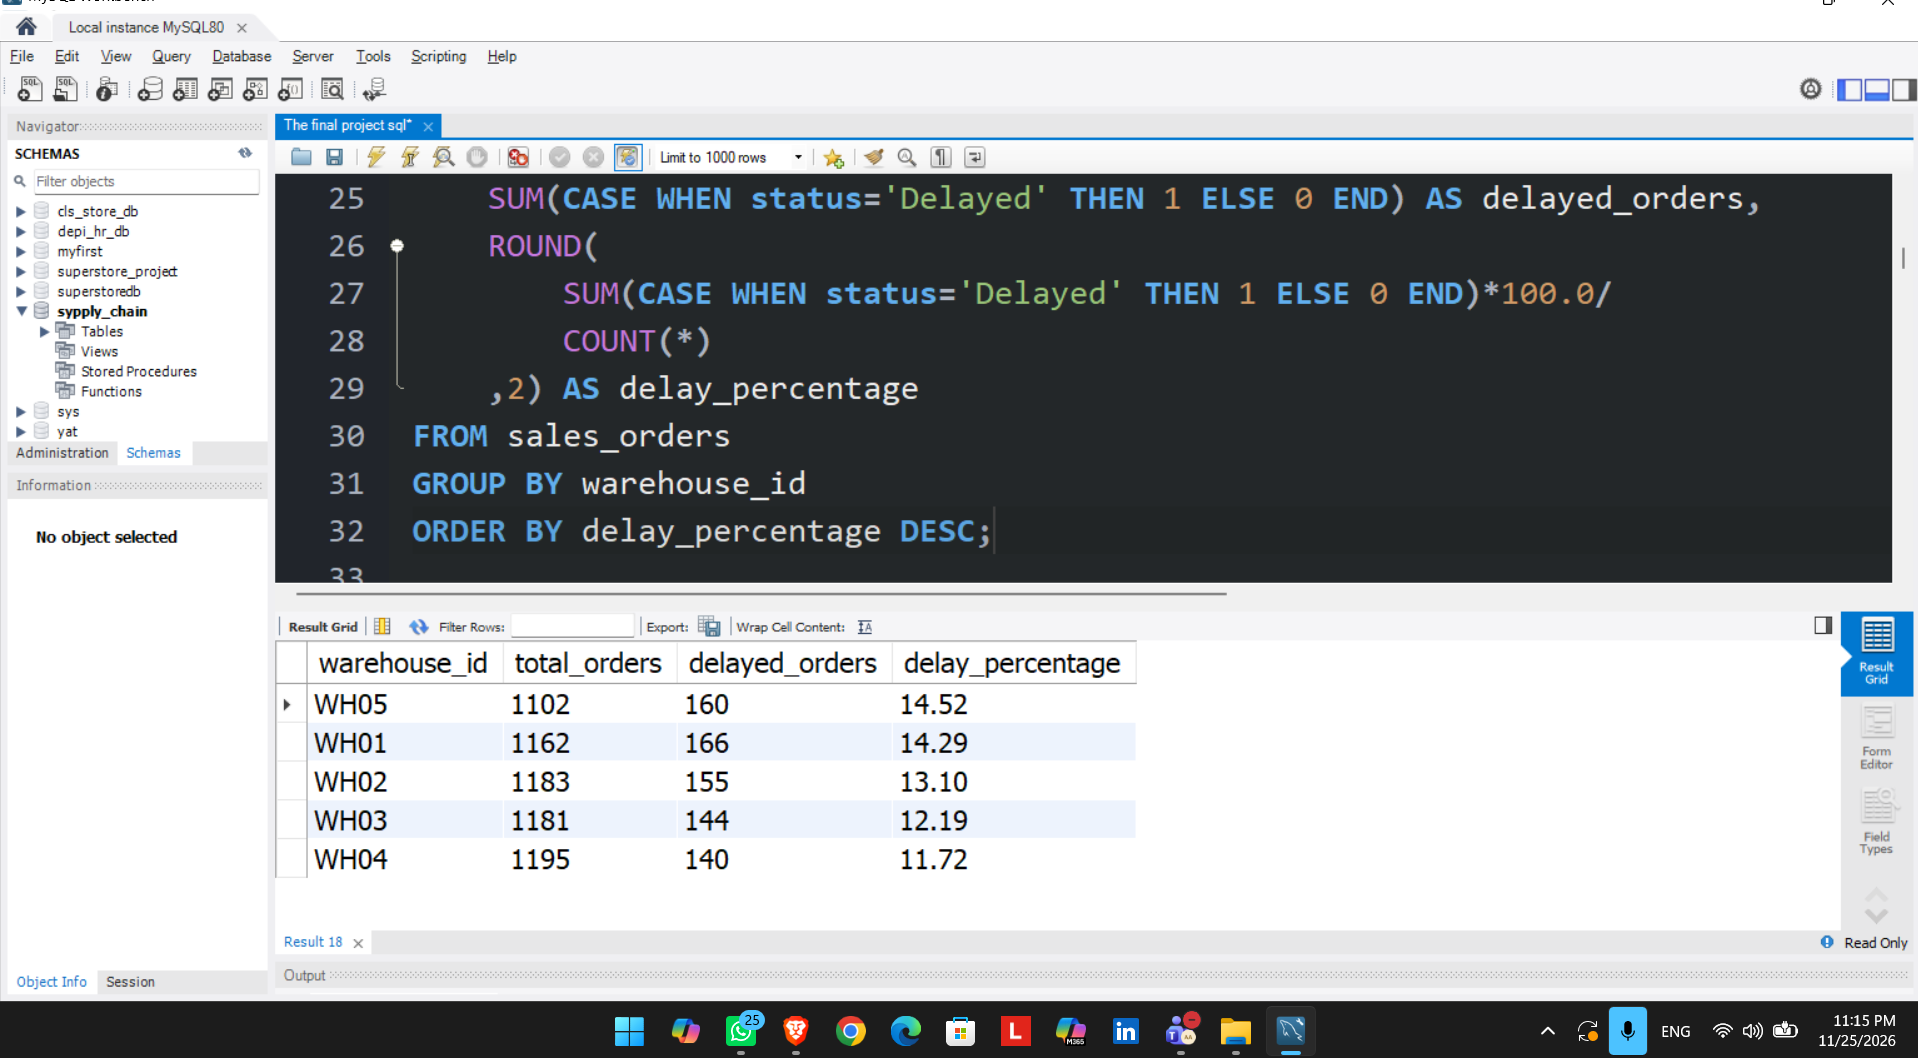 Local instance MySQL80
File Edit View Query Database Server Tools Scripting Help
Navigator
SCHEMAS
Filter objects
cls_store_db
depi_hr_db
myfirst
superstore_project
superstoredb
sypply_chain
Tables
Views
Stored Procedures
Functions
sys
yat
Administration Schemas
Information
No object selected
Object Info Session
The final project sql*
Limit to 1000 rows
25 SUM(CASE WHEN status='Delayed' THEN 1 ELSE 0 END) AS delayed_orders,
26 ROUND(
27 SUM(CASE WHEN status='Delayed' THEN 1 ELSE 0 END)*100.0/
28 COUNT(*)
29 ,2) AS delay_percentage
30 FROM sales_orders
31 GROUP BY warehouse_id
32 ORDER BY delay_percentage DESC;
33
Result Grid Filter Rows: Export: Wrap Cell Content:
warehouse_id total_orders delayed_orders delay_percentage
WH05 1102 160 14.52
WH01 1162 166 14.29
WH02 1183 155 13.10
WH03 1181 144 12.19
WH04 1195 140 11.72
Result
Grid
Form
Editor
Field
Types
Result 18
Read Only
Output
25
M365
ENG
11:15 PM
11/25/2026